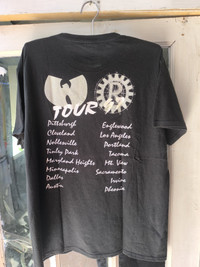 TOUR '97
Pittsburgh
Cleveland
Noblesville
Tinley Park
Maryland Heights
Minneapolis
Dallas
Austin
Englewood
Los Angeles
Portland
Tacoma
Mt. View
Sacramento
Irvine
Phoenix